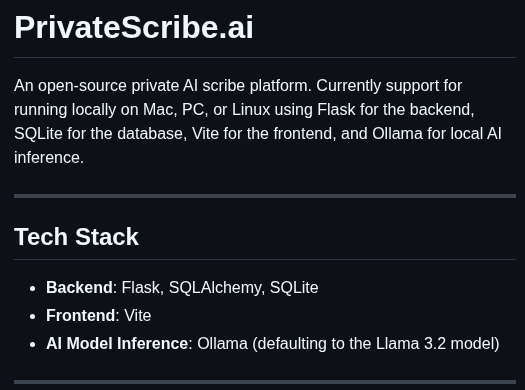 PrivateScribe.ai
An open-source private AI scribe platform. Currently support for
running locally on Mac, PC, or Linux using Flask for the backend,
SQLite for the database, Vite for the frontend, and Ollama for local AI
inference.
Tech Stack
• Backend: Flask, SQLAlchemy, SQLite
• Frontend: Vite
• AI Model Inference: Ollama (defaulting to the Llama 3.2 model)